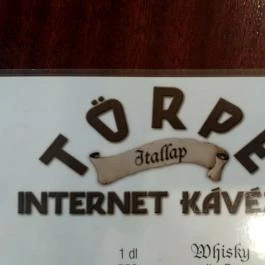 TÖRPE
Itallap
INTERNET KÁVÉ
1 dl Whisky